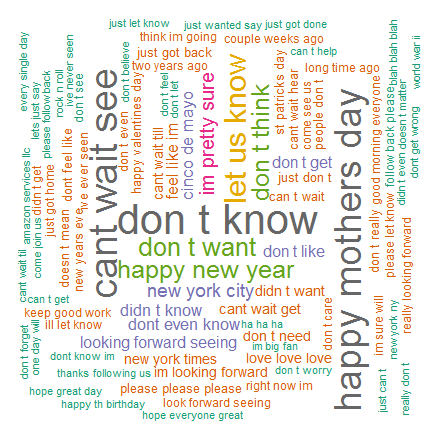 just let know
just wanted say
just got done
think im going
couple weeks ago
just got back
can t help
two years ago
long time ago
every single day
lets just say
please followback
rock n roll
ive never seen
don t see
don t believe
don t even
happy valentines day
don t feel
don t let
cant wait till
feel like im
cinco de mayo
im pretty sure
let us know
don t think
st patricks day
cant wait hear
come see us
people don t
don t really
good morning everyone
follow back please
blah blah blah
didn t even
doesn t matter
dont get wrong
world war ii
cant wait see
amazon services llc
didn t get
just got home
dont feel like
ive ever seen
doesn t mean
new years eve
come join us
cant wait til
don t get
just don t
can t wait
don t know
don t want
don t like
happy new year
happy mothers day
please let know
really looking forward
new york city
didn t want
can t get
keep good work
ill let know
didn t know
cant wait get
dont even know
ha ha ha
don t care
im sure will
new york ny
looking forward seeing
don t need
im big fan
don t forget
one day will
dont know im
new york times
love love love
thanks following us
im looking forward
don t worry
just can t
really don t
hope great day
please please please
right now im
happy th birthday
look forward seeing
hope everyone great